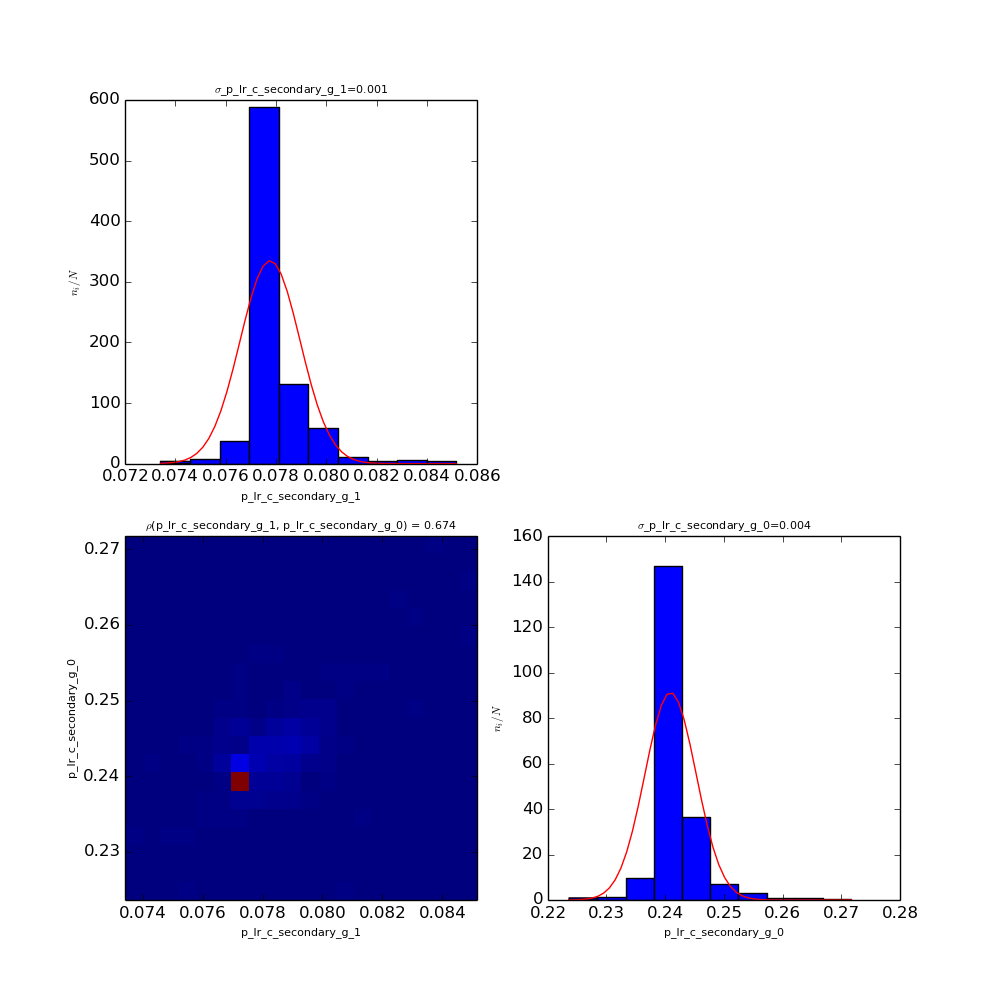 σ_p_lr_c_secondary_g_1=0.001
600
500
400
300
200
100
0
n_i/N
0.072 0.074 0.076 0.078 0.080 0.082 0.084 0.086
p_lr_c_secondary_g_1
ρ(p_lr_c_secondary_g_1, p_lr_c_secondary_g_0) = 0.674
0.27
0.26
0.25
0.24
0.23
p_lr_c_secondary_g_0
0.074 0.076 0.078 0.080 0.082 0.084
p_lr_c_secondary_g_1
σ_p_lr_c_secondary_g_0=0.004
160
140
120
100
80
60
40
20
0
n_i/N
0.22 0.23 0.24 0.25 0.26 0.27 0.28
p_lr_c_secondary_g_0